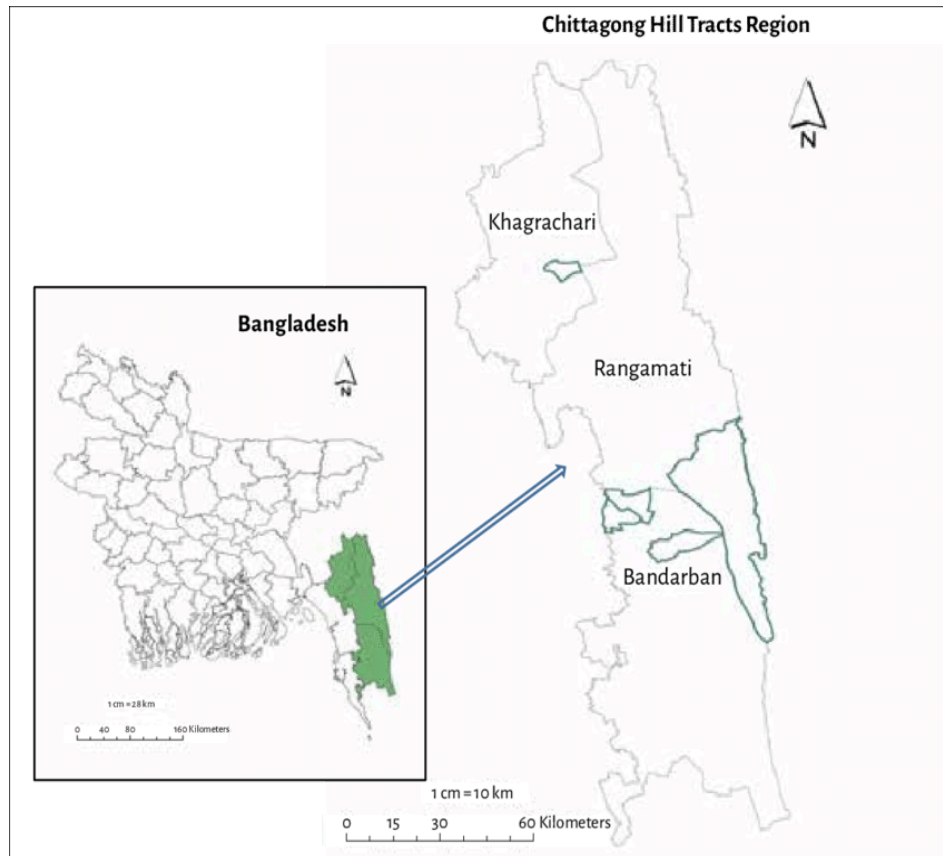 Chittagong Hill Tracts Region
N
Khagrachari
Rangamati
Bandarban
1 cm = 10 km
0 15 30 60 Kilometers
Bangladesh
N
1 cm = 28 km
0 40 80 160 Kilometers